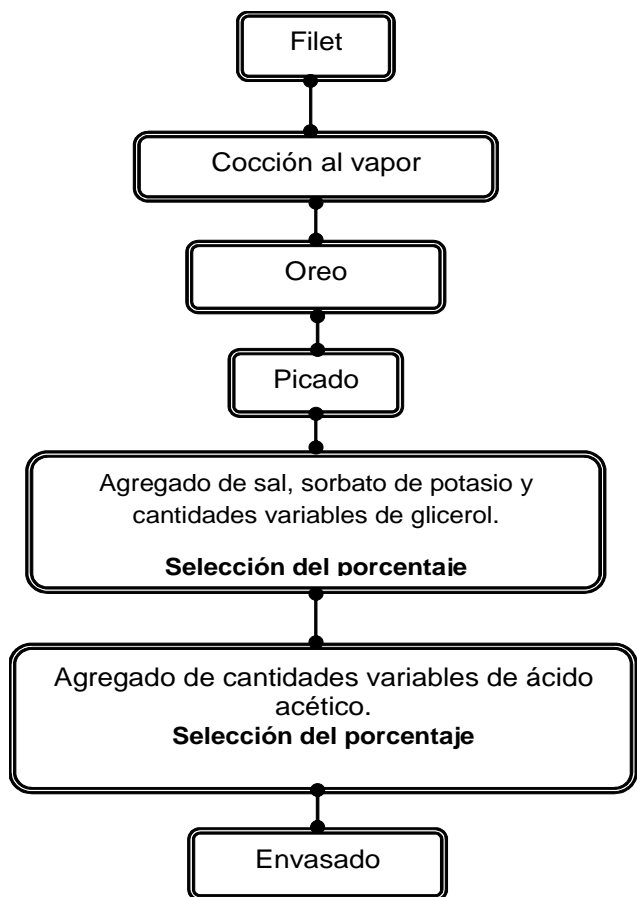 Filet
Cocción al vapor
Oreo
Picado
Agregado de sal, sorbato de potasio y
cantidades variables de glicerol.
Selección del porcentaje
Agregado de cantidades variables de ácido
acético.
Selección del porcentaje
Envasado